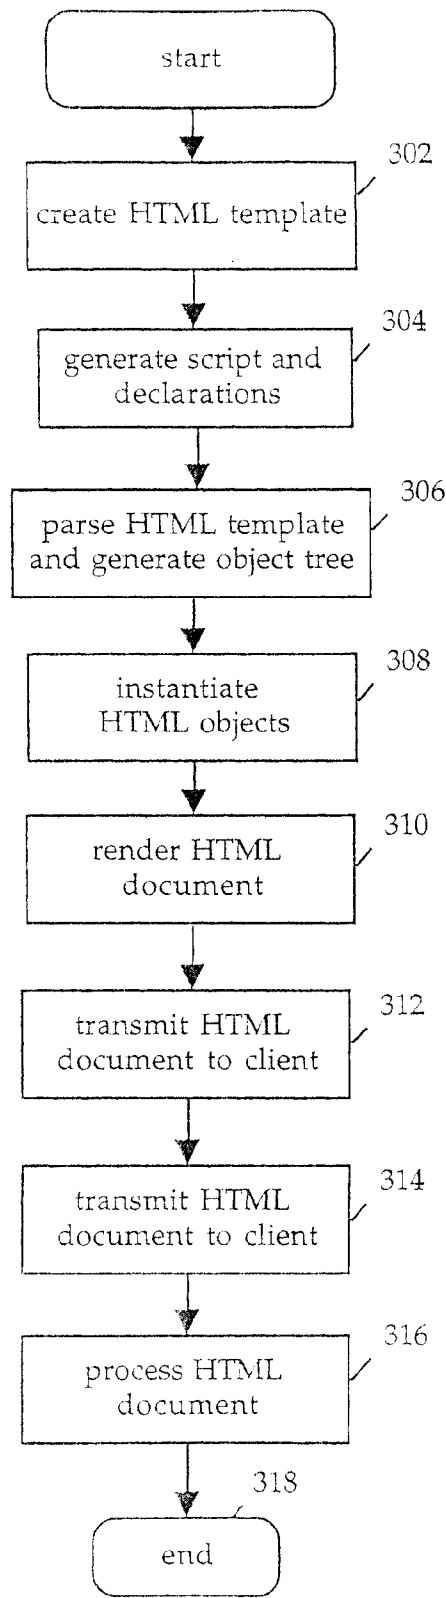 start
302
create HTML template
304
generate script and
declarations
306
parse HTML template
and generate object tree
308
instantiate
HTML objects
310
render HTML
document
312
transmit HTML
document to client
314
transmit HTML
document to client
316
process HTML
document
318
end